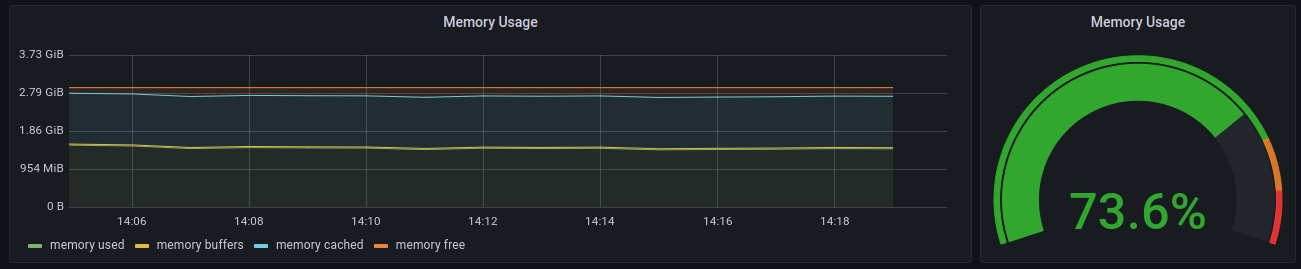 Memory Usage
3.73 GiB
2.79 GiB
1.86 GiB
954 MiB
0 B
14:06 14:08 14:10 14:12 14:14 14:16 14:18
memory used memory buffers memory cached memory free
Memory Usage
73.6%